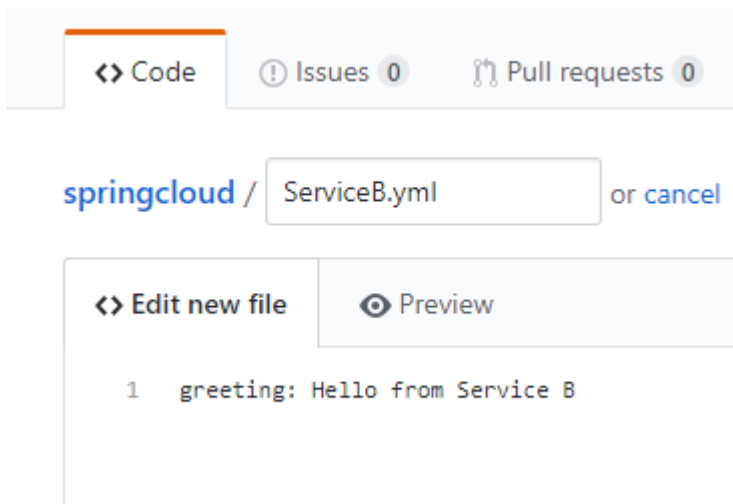 <> Code Issues 0 Pull requests 0
springcloud / ServiceB.yml or cancel
<> Edit new file Preview
1 greeting: Hello from Service B